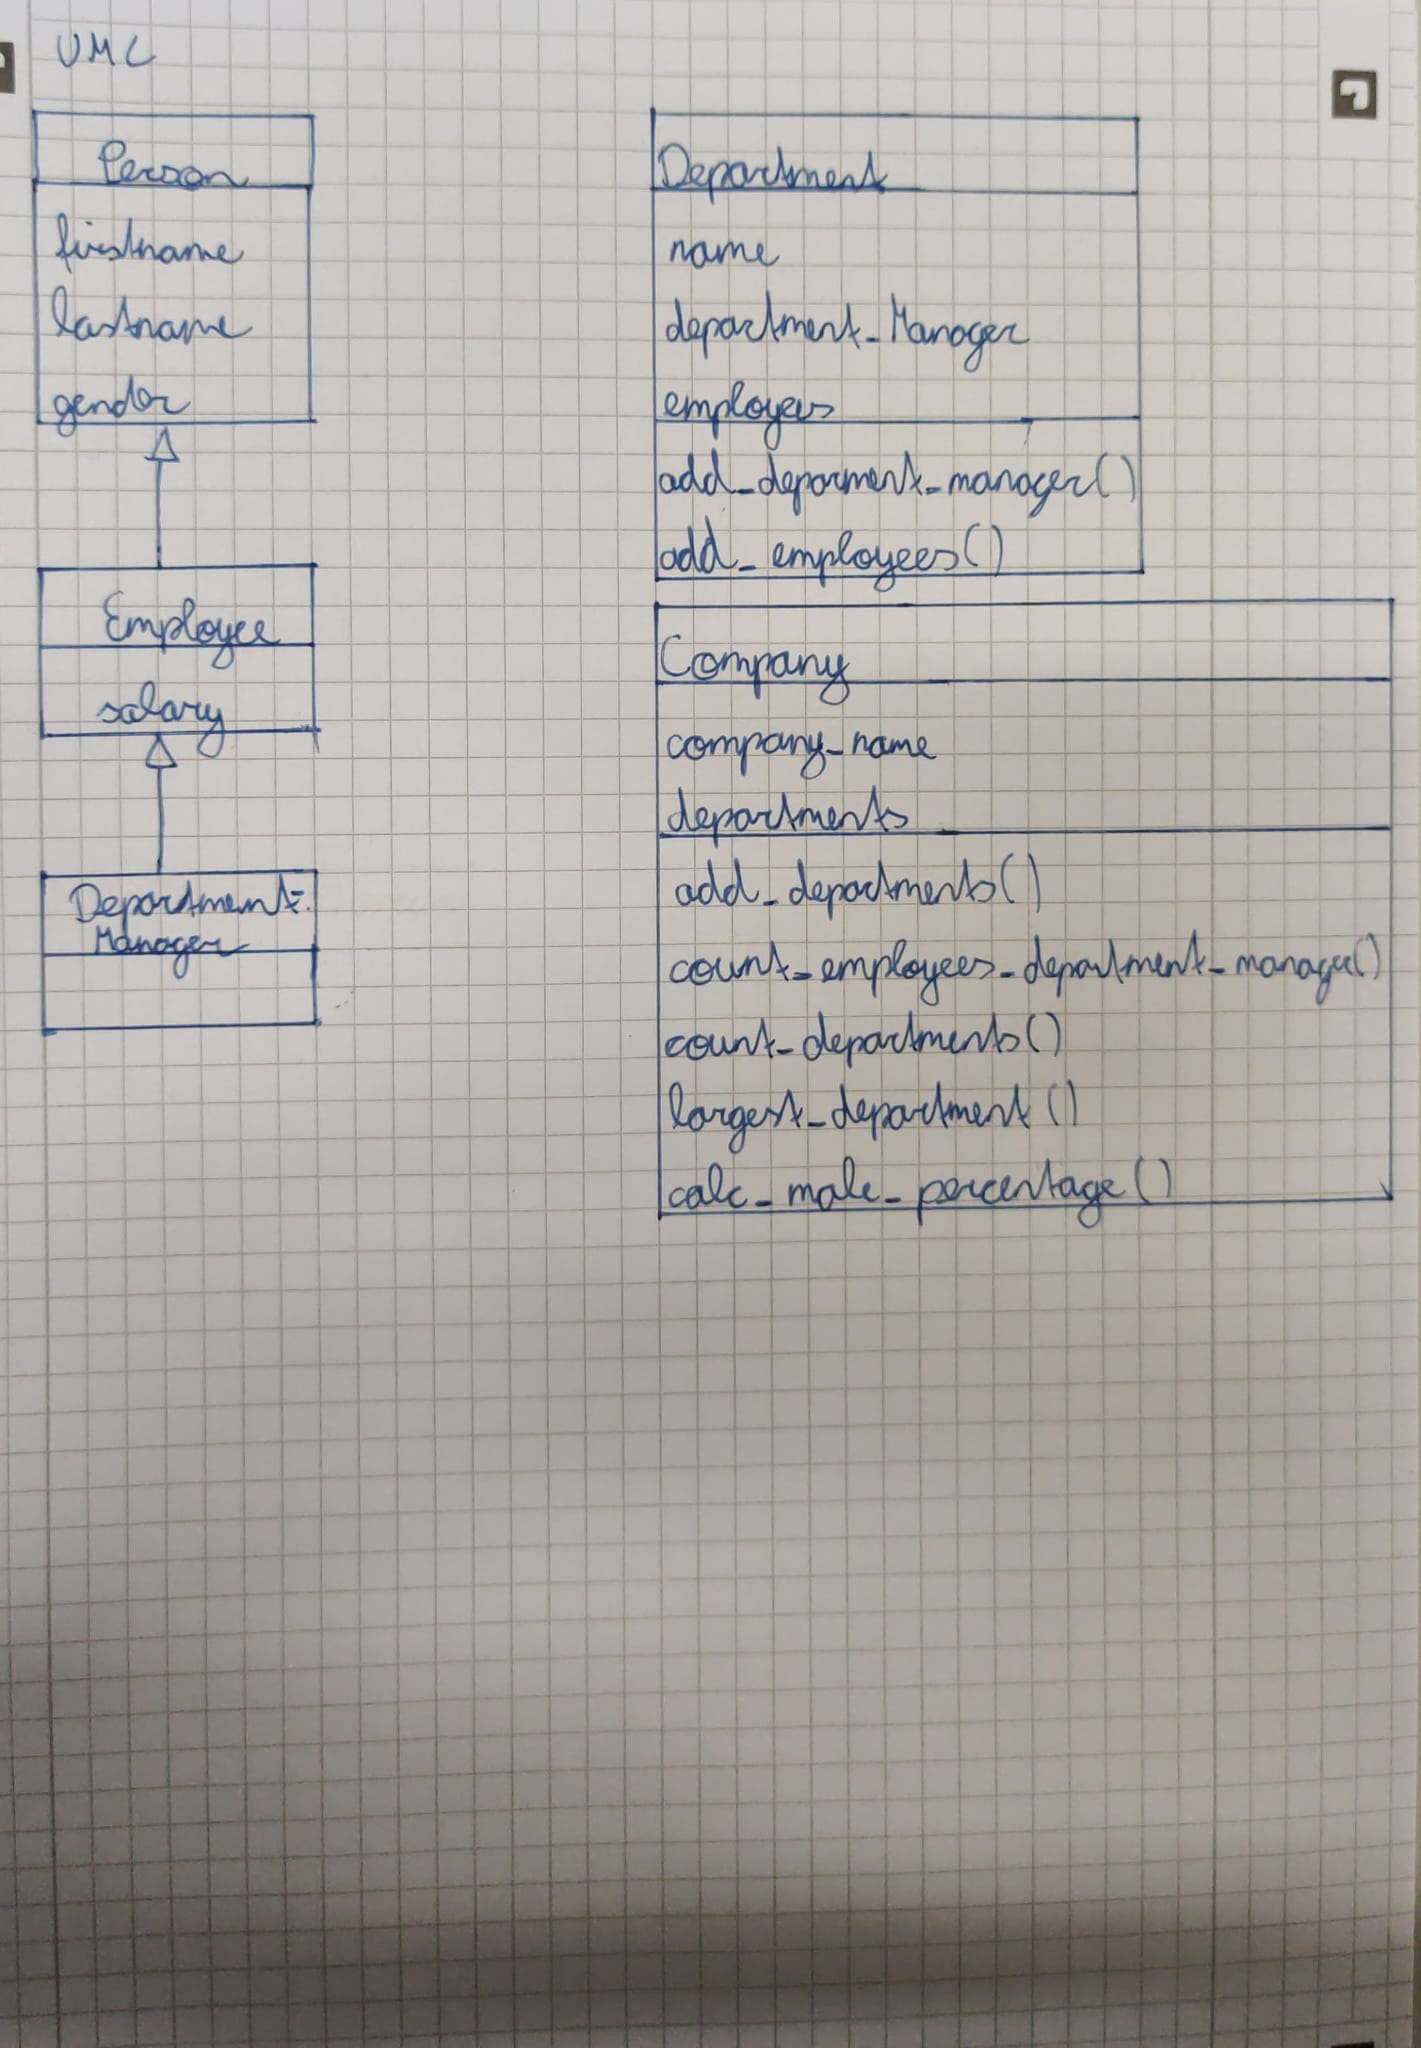 UML
Person
firstname
lastname
gender
Employee
salary
Department-
Manager
Department
name
department_Manager
employees
add_deparment_manager()
add_employees()
Company
company_name
departments
add_departments()
count_employees_department_manager()
count_departments()
largest_department()
calc_male_percentage()